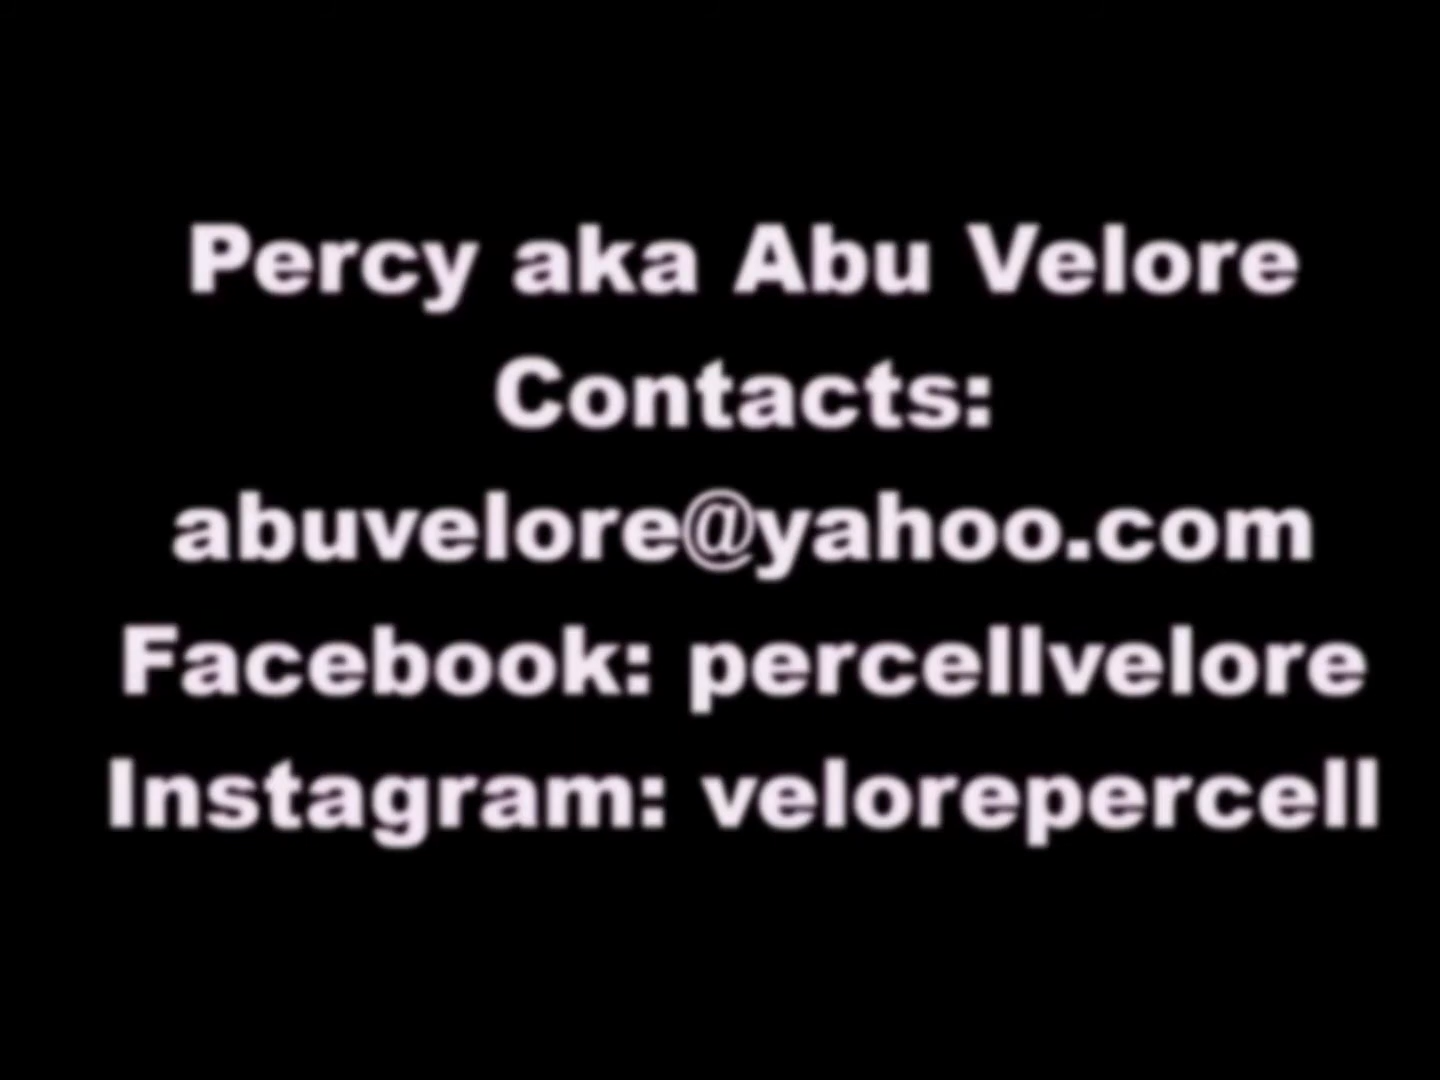 Percy aka Abu Velore
Contacts:
abuvelore@yahoo.com
Facebook: percellvelore
Instagram: velorepercell